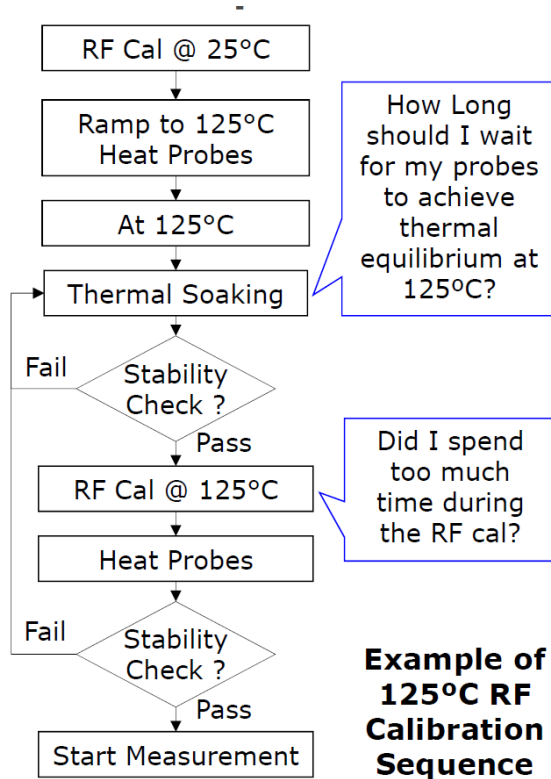 RF Cal @ 25°C
Ramp to 125°C
Heat Probes
At 125°C
How Long
should I wait
for my probes
to achieve
thermal
equilibrium at
125ºC?
Thermal Soaking
Fail
Stability
Check ?
Pass
RF Cal @ 125°C
Did I spend
too much
time during
the RF cal?
Heat Probes
Fail
Stability
Check ?
Pass
Start Measurement
Example of
125ºC RF
Calibration
Sequence